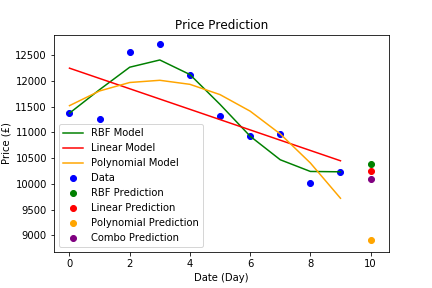 Price Prediction
Price (£)
12500
12000
11500
11000
10500
10000
9500
9000
RBF Model
Linear Model
Polynomial Model
Data
RBF Prediction
Linear Prediction
Polynomial Prediction
Combo Prediction
0 2 4 6 8 10
Date (Day)